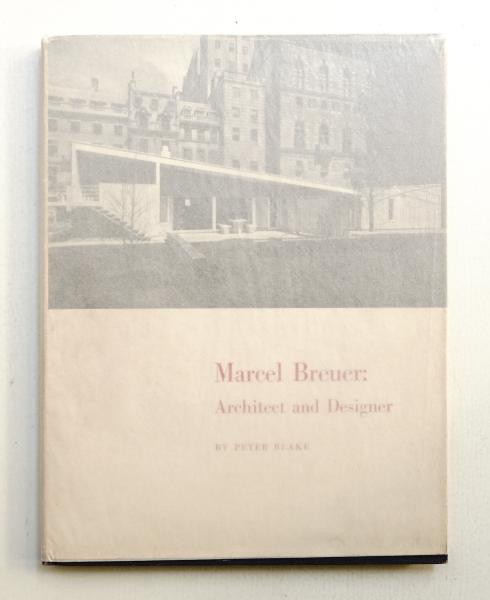 Marcel Breuer:
Architect and Designer
BY PETER BLAKE